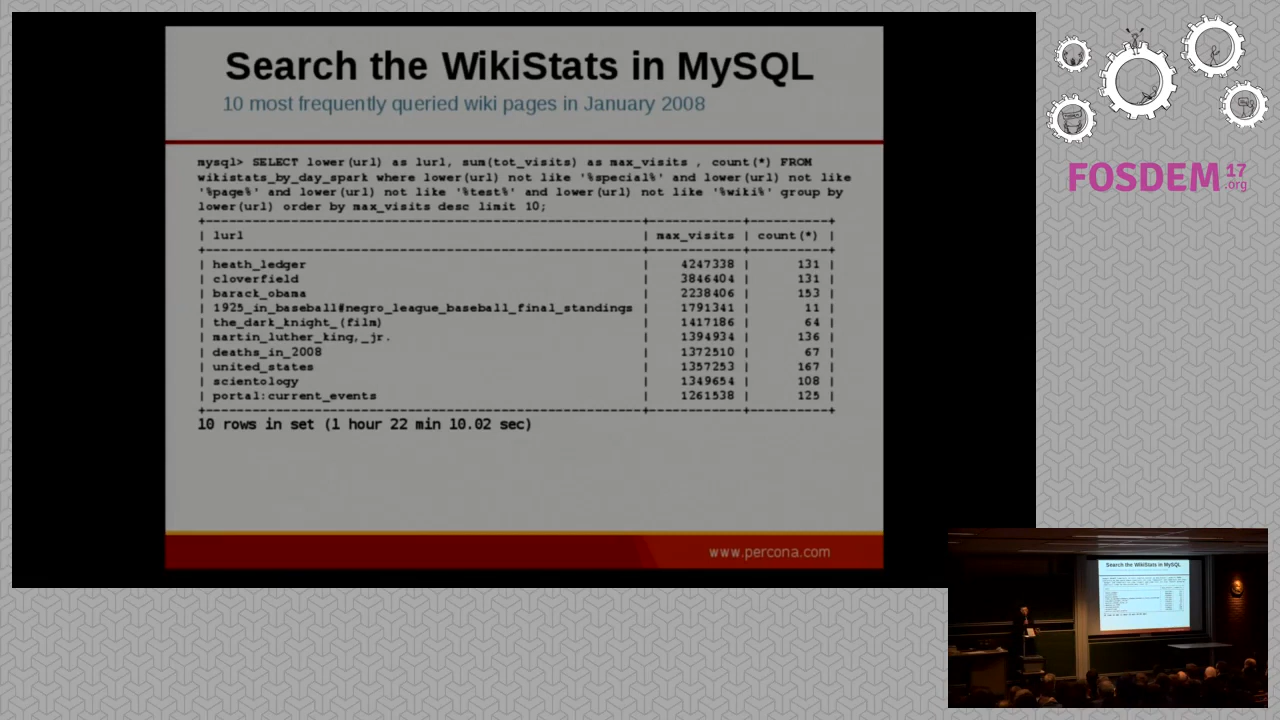 Search the WikiStats in MySQL
10 most frequently queried wiki pages in January 2008
mysql> SELECT lower(url) as lurl, sum(tot_visits) as max_visits , count(*) FROM
wikistats_by_day_spark where lower(url) not like '%special%' and lower(url) not like
'%page%' and lower(url) not like '%test%' and lower(url) not like '%wiki%' group by
lower(url) order by max_visits desc limit 10;
| lurl | max_visits | count(*) |
| heath_ledger | 4247338 | 131 |
| cloverfield | 3846404 | 131 |
| barack_obama | 2238406 | 153 |
| 1925_in_baseball#negro_league_baseball_final_standings | 1791341 | 11 |
| the_dark_knight_(film) | 1417186 | 64 |
| martin_luther_king,_jr. | 1394934 | 136 |
| deaths_in_2008 | 1372510 | 67 |
| united_states | 1357253 | 167 |
| scientology | 1349654 | 108 |
| portal:current_events | 1261538 | 125 |
10 rows in set (1 hour 22 min 10.02 sec)
www.percona.com
FOSDEM 17
.org
Search the WikiStats in MySQL